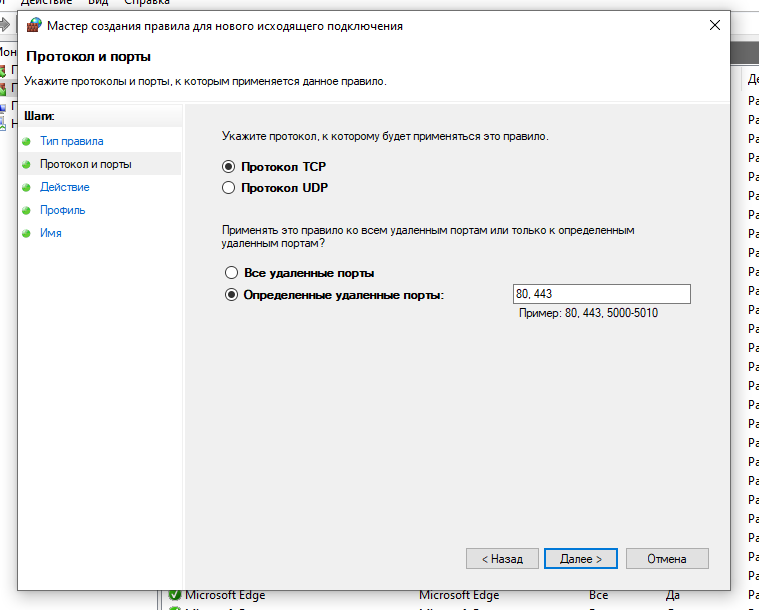 Действие Вид Справка
Мастер создания правила для нового исходящего подключения
Протокол и порты
Укажите протоколы и порты, к которым применяется данное правило.
Шаги:
Тип правила
Протокол и порты
Действие
Профиль
Имя
Укажите протокол, к которому будет применяться это правило.
Протокол TCP
Протокол UDP
Применять это правило ко всем удаленным портам или только к определенным
удаленным портам?
Все удаленные порты
Определенные удаленные порты:
80, 443
Пример: 80, 443, 5000-5010
< Назад
Далее >
Отмена
Microsoft Edge Microsoft Edge Все Да